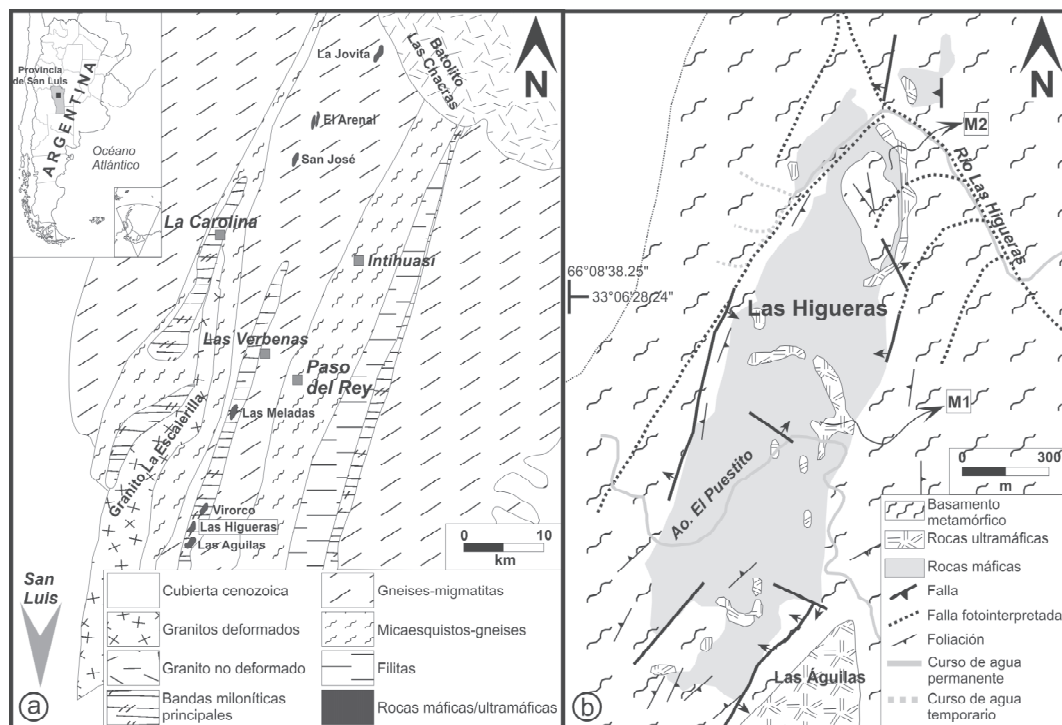 Provincia
de San Luis
ARGENTINA
Océano
Atlántico
La Jovita
Batolito
Las Chacras
N
El Arenal
San José
La Carolina
Intihuasi
Las Verbenas
Paso
del Rey
Las Meladas
Granito La Escalerilla
Virorco
Las Higueras
Las Aguilas
0 10
km
San
Luis
Cubierta cenozoica
Granitos deformados
Granito no deformado
Bandas miloníticas
principales
Gneises-migmatitas
Micaesquistos-gneises
Filitas
Rocas máficas/ultramáficas
a
N
M2
Río Las Higueras
66°08'38.25"
33°06'28.24"
Las Higueras
M1
Ao. El Puestito
0 300
m
Las Águilas
Basamento
metamórfico
Rocas ultramáficas
Rocas máficas
Falla
Falla fotointerpretada
Foliación
Curso de agua
permanente
Curso de agua
temporario
b